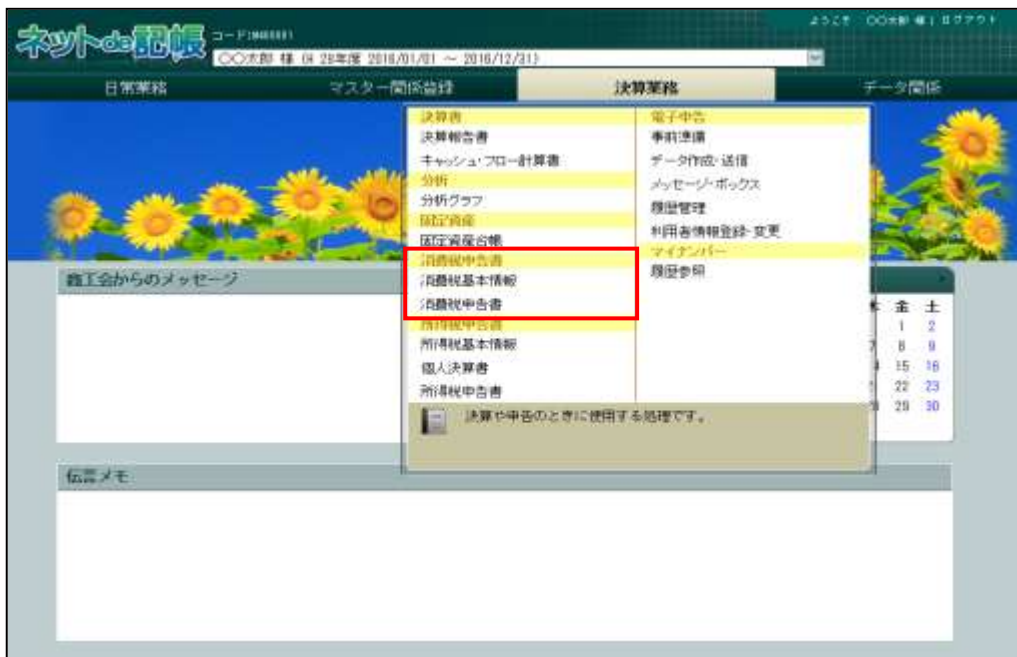 ネットde記帳
ようこそ 〇〇太郎 様 | ログアウト
〇〇太郎 様 (H 28年度 2016/01/01 ～ 2016/12/31)
日常業務
マスター関係登録
決算業務
データ関係
決算書
決算報告書
キャッシュ・フロー計算書
分析
分析グラフ
固定資産
固定資産台帳
消費税申告書
消費税基本情報
消費税申告書
所得税申告書
所得税基本情報
個人決算書
所得税申告書
電子申告
事前準備
データ作成・送信
メッセージ・ボックス
履歴管理
利用者情報登録・変更
マイナンバー
履歴参照
決算や申告のときに使用する処理です。
商工会からのメッセージ
金 土
1 2
8 9
15 16
22 23
29 30
伝言メモ